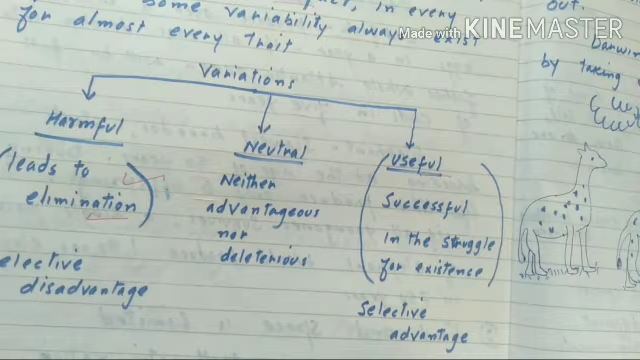 some variability always exist
for almost every trait
Made with KINEMASTER
out.
Darwin
by taking
Variations
Harmful
(leads to
elimination)
elective
disadvantage
Neutral
Neither
advantageous
nor
deleterious
Useful
(Successful
in the struggle
for existence)
Selective
advantage